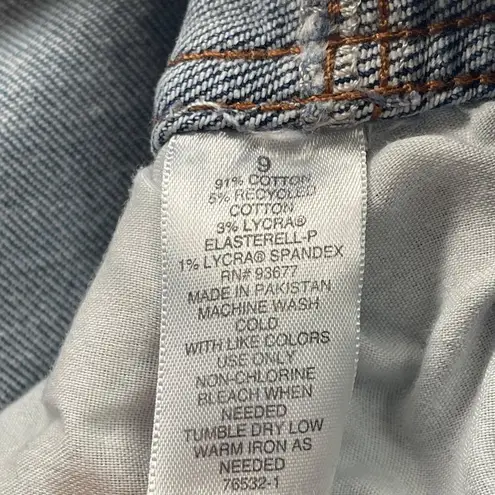 9
91% COTTON
5% RECYCLED
COTTON
3% LYCRA®
ELASTERELL-P
1% LYCRA® SPANDEX
RN# 93677
MADE IN PAKISTAN
MACHINE WASH
COLD
WITH LIKE COLORS
USE ONLY
NON-CHLORINE
BLEACH WHEN
NEEDED
TUMBLE DRY LOW
WARM IRON AS
NEEDED
76532-1